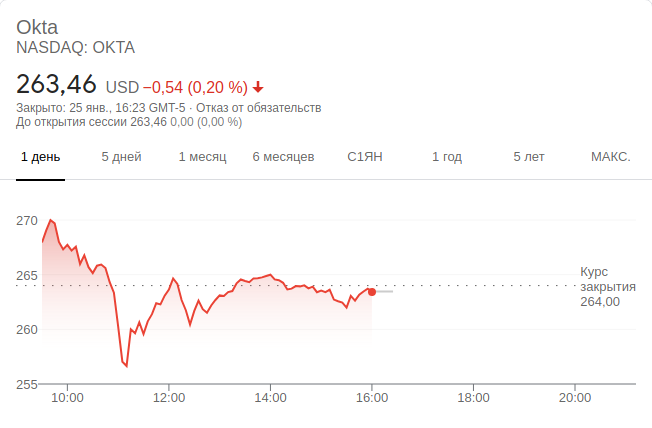 Okta
NASDAQ: OKTA
263,46 USD −0,54 (0,20 %)
Закрыто: 25 янв., 16:23 GMT-5 · Отказ от обязательств
До открытия сессии 263,46 0,00 (0,00 %)
1 день 5 дней 1 месяц 6 месяцев С1ЯН 1 год 5 лет МАКС.
270
265
Курс
закрытия
264,00
260
255
10:00 12:00 14:00 16:00 18:00 20:00